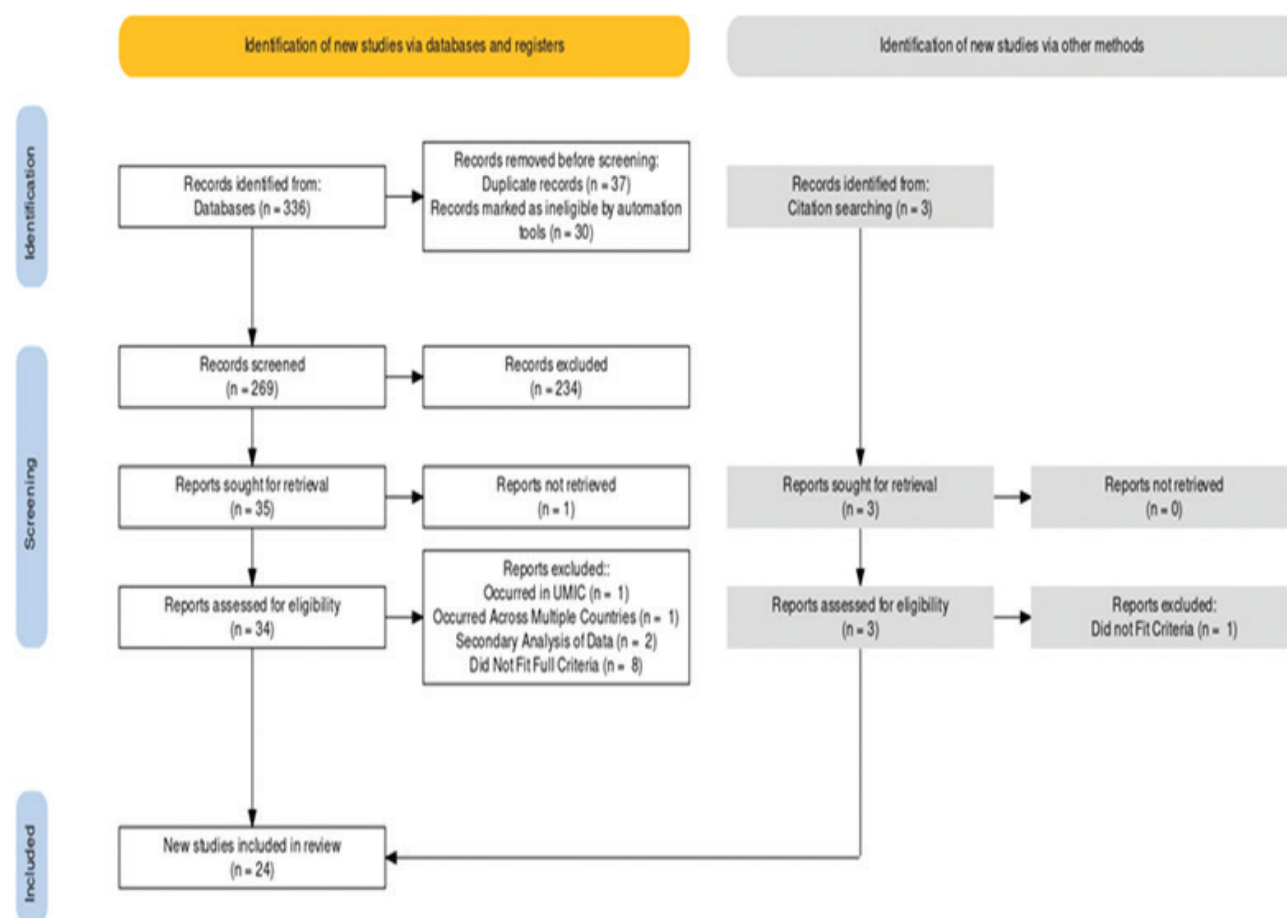 Identification of new studies via databases and registers
Identification of new studies via other methods
Identification
Records identified from:
Databases (n = 336)
Records removed before screening:
Duplicate records (n = 37)
Records marked as ineligible by automation
tools (n = 30)
Records identified from:
Citation searching (n = 3)
Screening
Records screened
(n = 269)
Records excluded
(n = 234)
Reports sought for retrieval
(n = 35)
Reports not retrieved
(n = 1)
Reports sought for retrieval
(n = 3)
Reports not retrieved
(n = 0)
Reports assessed for eligibility
(n = 34)
Reports excluded::
Occurred in UMIC (n = 1)
Occurred Across Multiple Countries (n = 1)
Secondary Analysis of Data (n = 2)
Did Not Fit Full Criteria (n = 8)
Reports assessed for eligibility
(n = 3)
Reports excluded:
Did not Fit Criteria (n = 1)
Included
New studies included in review
(n = 24)